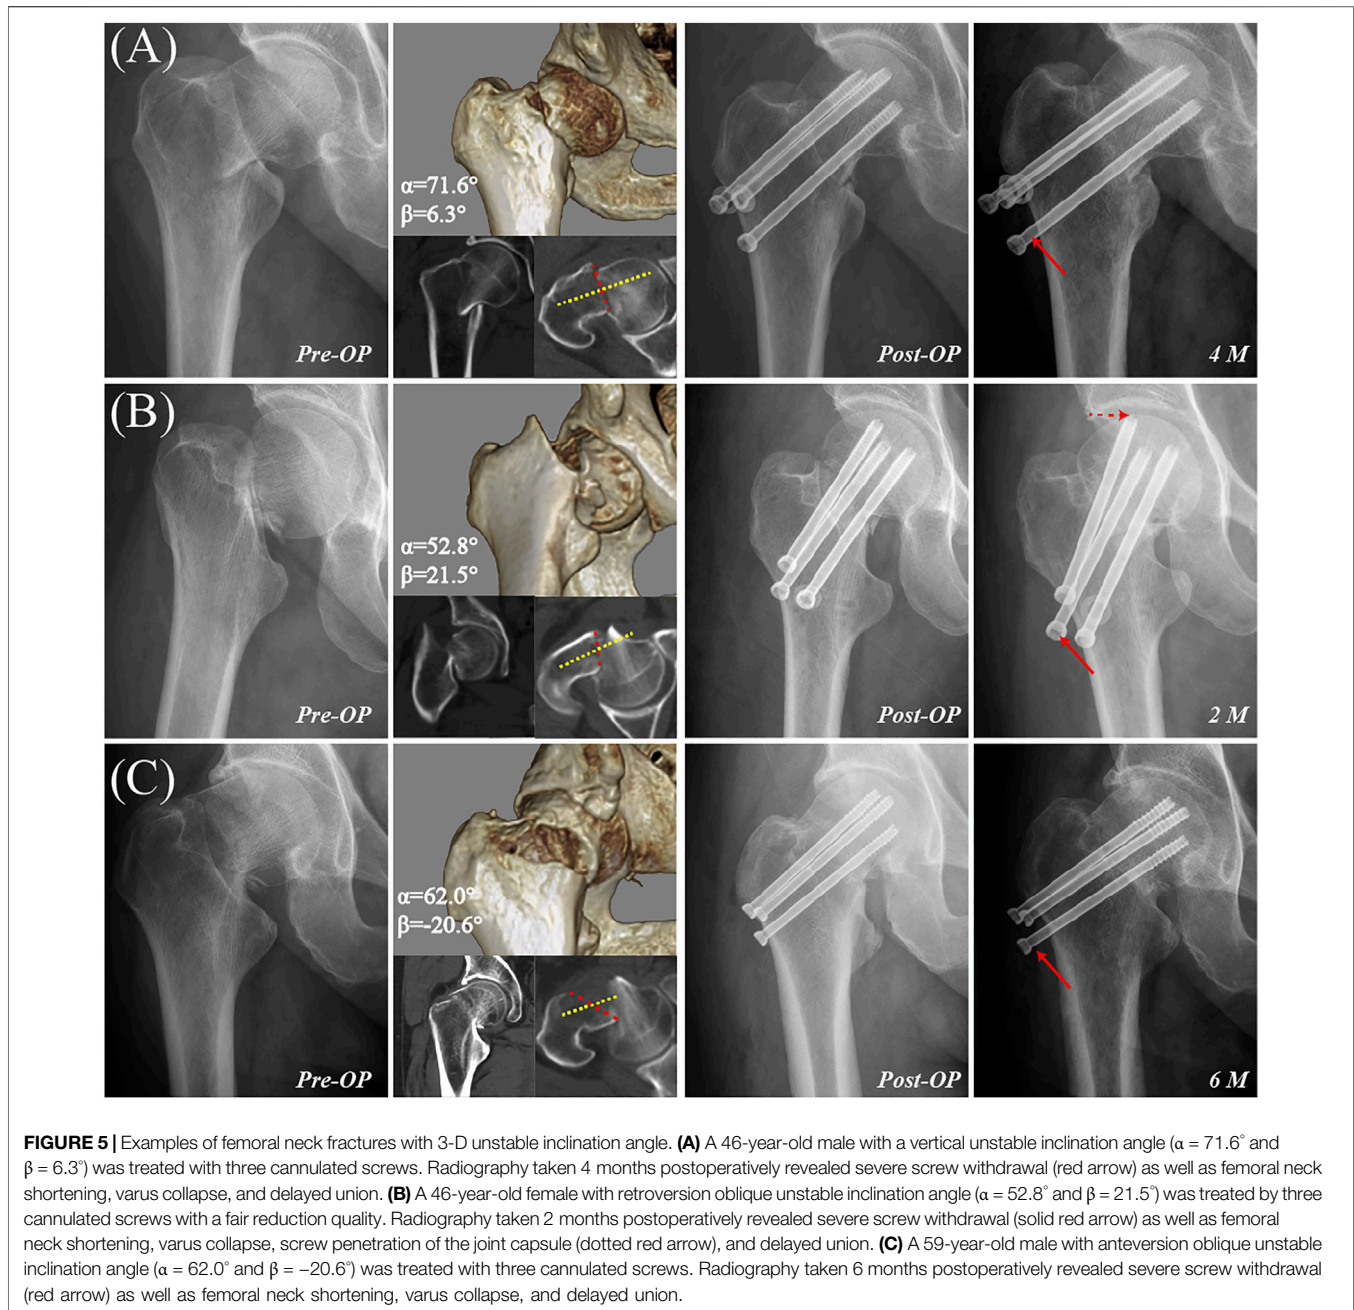 (A)
α=71.6°
β=6.3°
Pre-OP
Post-OP
4 M
(B)
α=52.8°
β=21.5°
Pre-OP
Post-OP
2 M
(C)
α=62.0°
β=-20.6°
Pre-OP
Post-OP
6 M
FIGURE 5 | Examples of femoral neck fractures with 3-D unstable inclination angle. (A) A 46-year-old male with a vertical unstable inclination angle (α = 71.6° and
β = 6.3°) was treated with three cannulated screws. Radiography taken 4 months postoperatively revealed severe screw withdrawal (red arrow) as well as femoral neck
shortening, varus collapse, and delayed union. (B) A 46-year-old female with retroversion oblique unstable inclination angle (α = 52.8° and β = 21.5°) was treated by three
cannulated screws with a fair reduction quality. Radiography taken 2 months postoperatively revealed severe screw withdrawal (solid red arrow) as well as femoral
neck shortening, varus collapse, screw penetration of the joint capsule (dotted red arrow), and delayed union. (C) A 59-year-old male with anteversion oblique unstable
inclination angle (α = 62.0° and β = −20.6°) was treated with three cannulated screws. Radiography taken 6 months postoperatively revealed severe screw withdrawal
(red arrow) as well as femoral neck shortening, varus collapse, and delayed union.